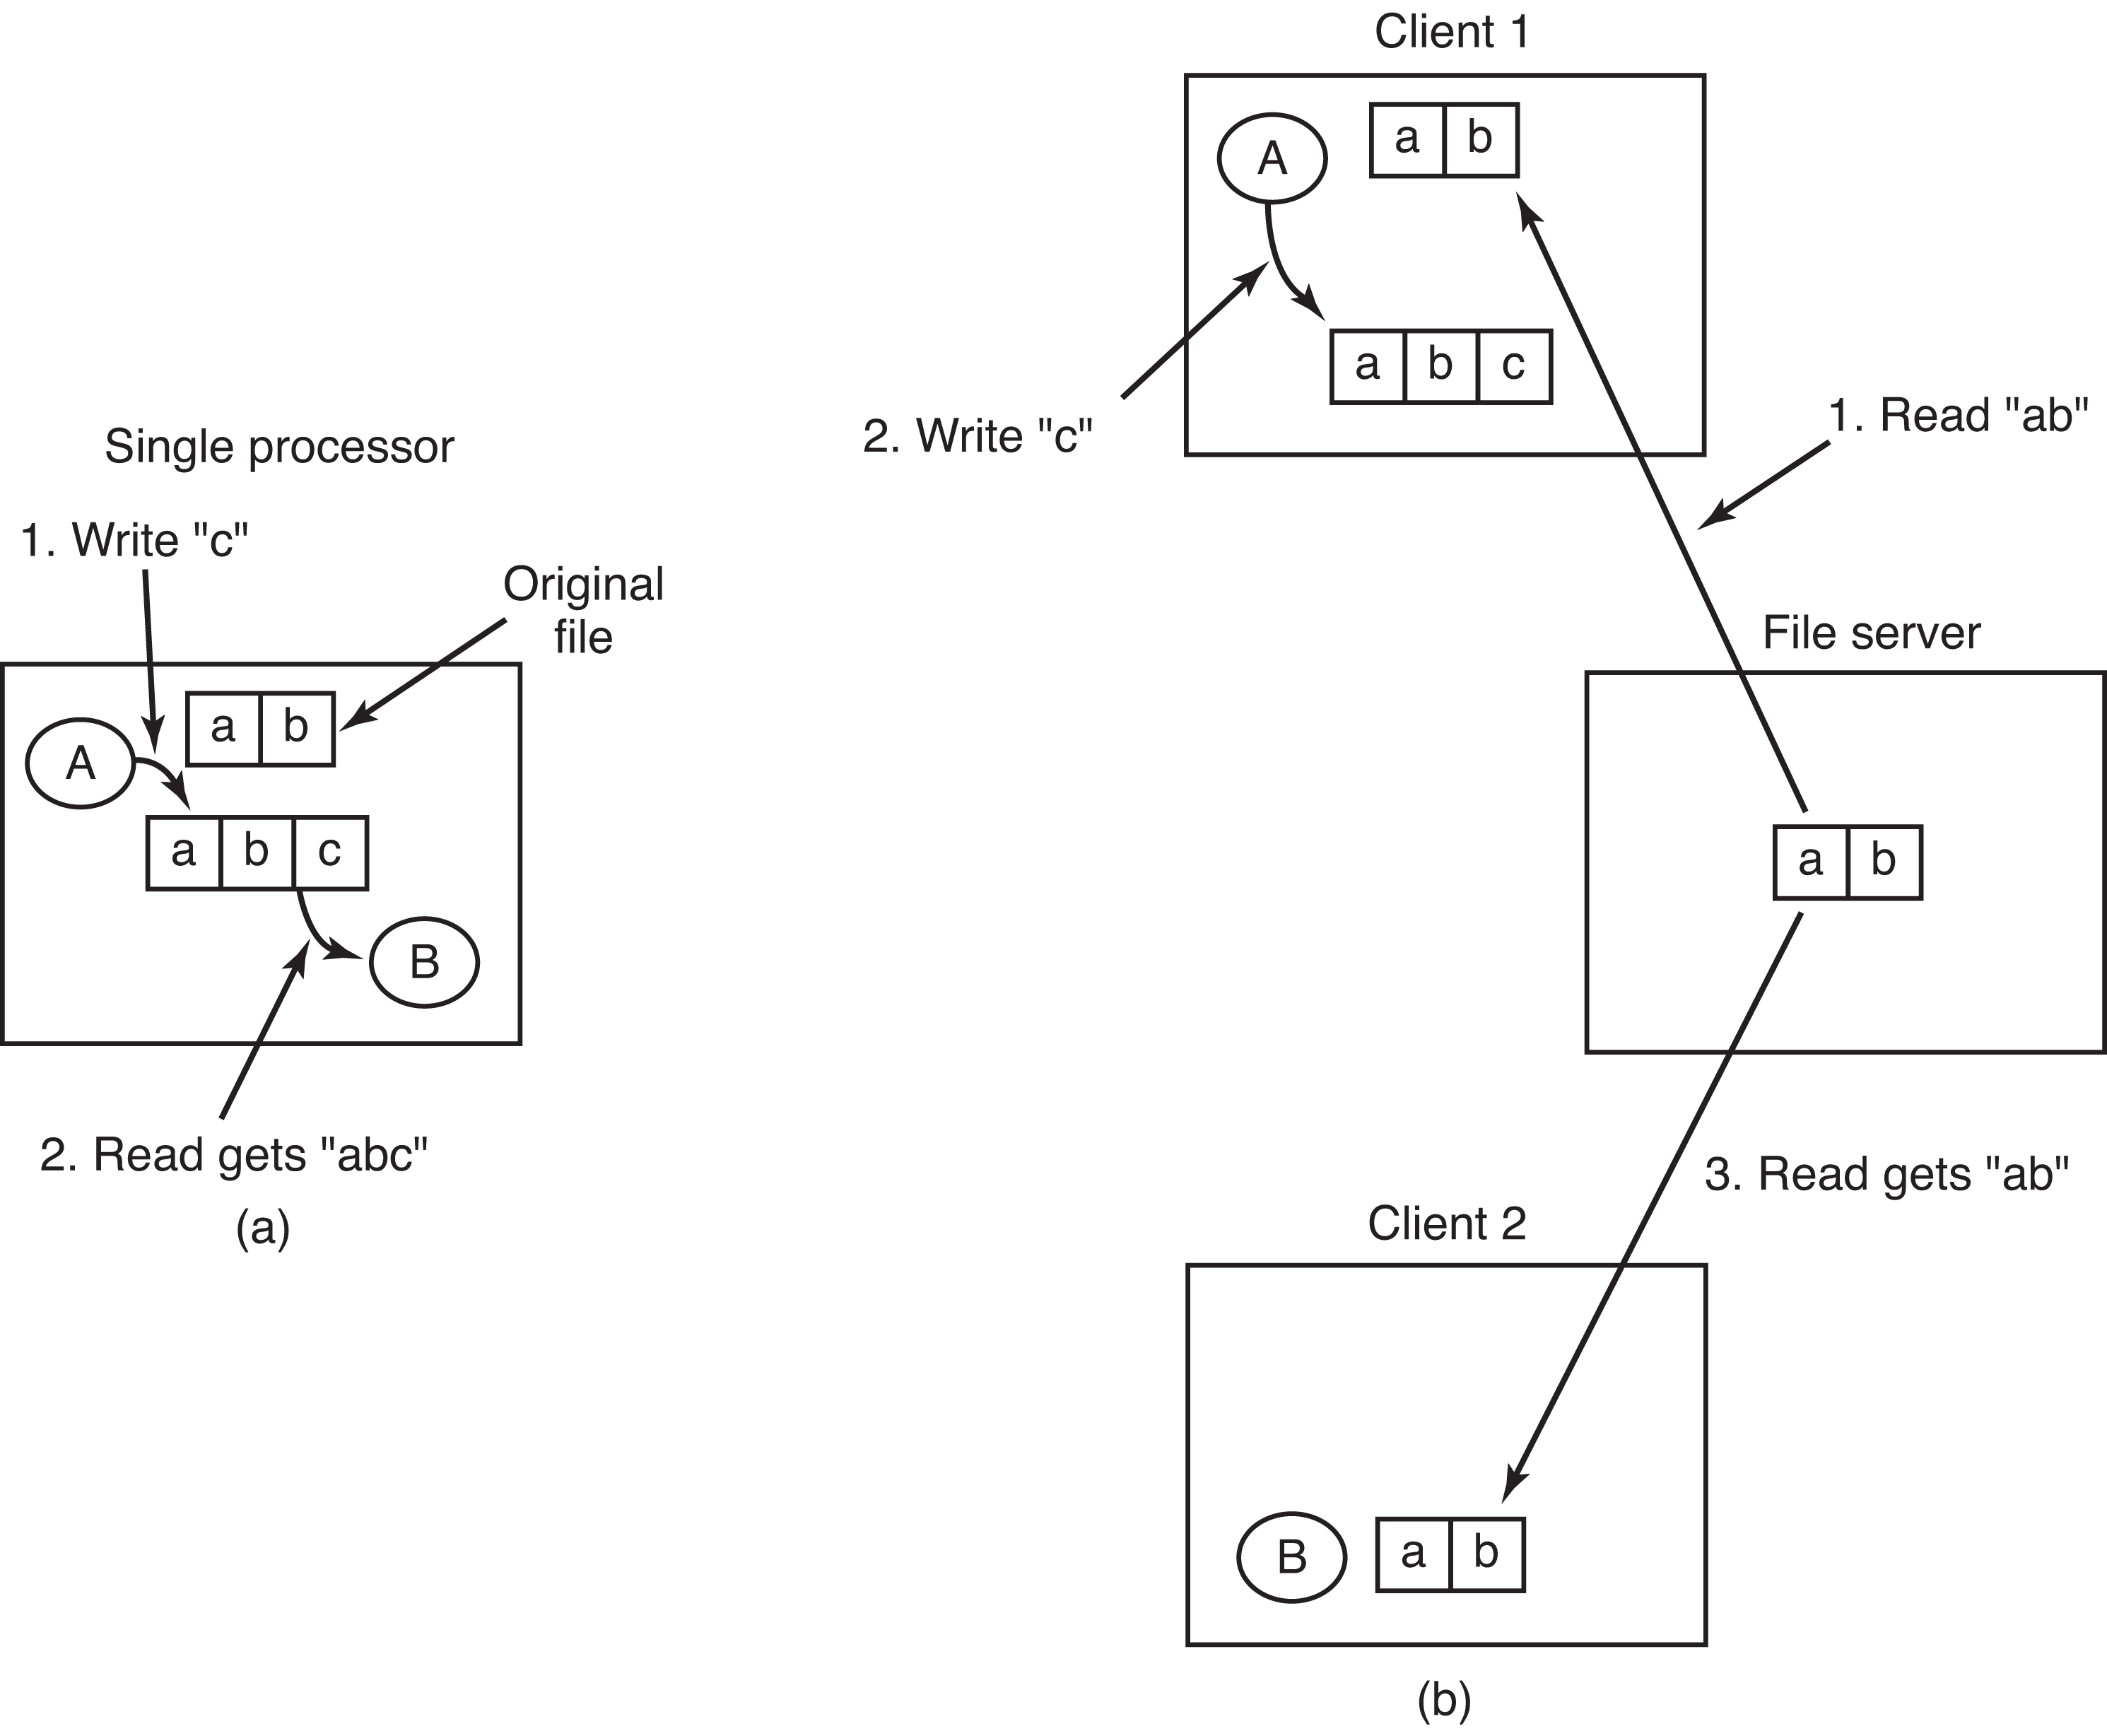 Single processor
1. Write "c"
Original
file
a b
A
a b c
B
2. Read gets "abc"
(a)
Client 1
A
a b
a b c
2. Write "c"
1. Read "ab"
File server
a b
3. Read gets "ab"
Client 2
B
a b
(b)